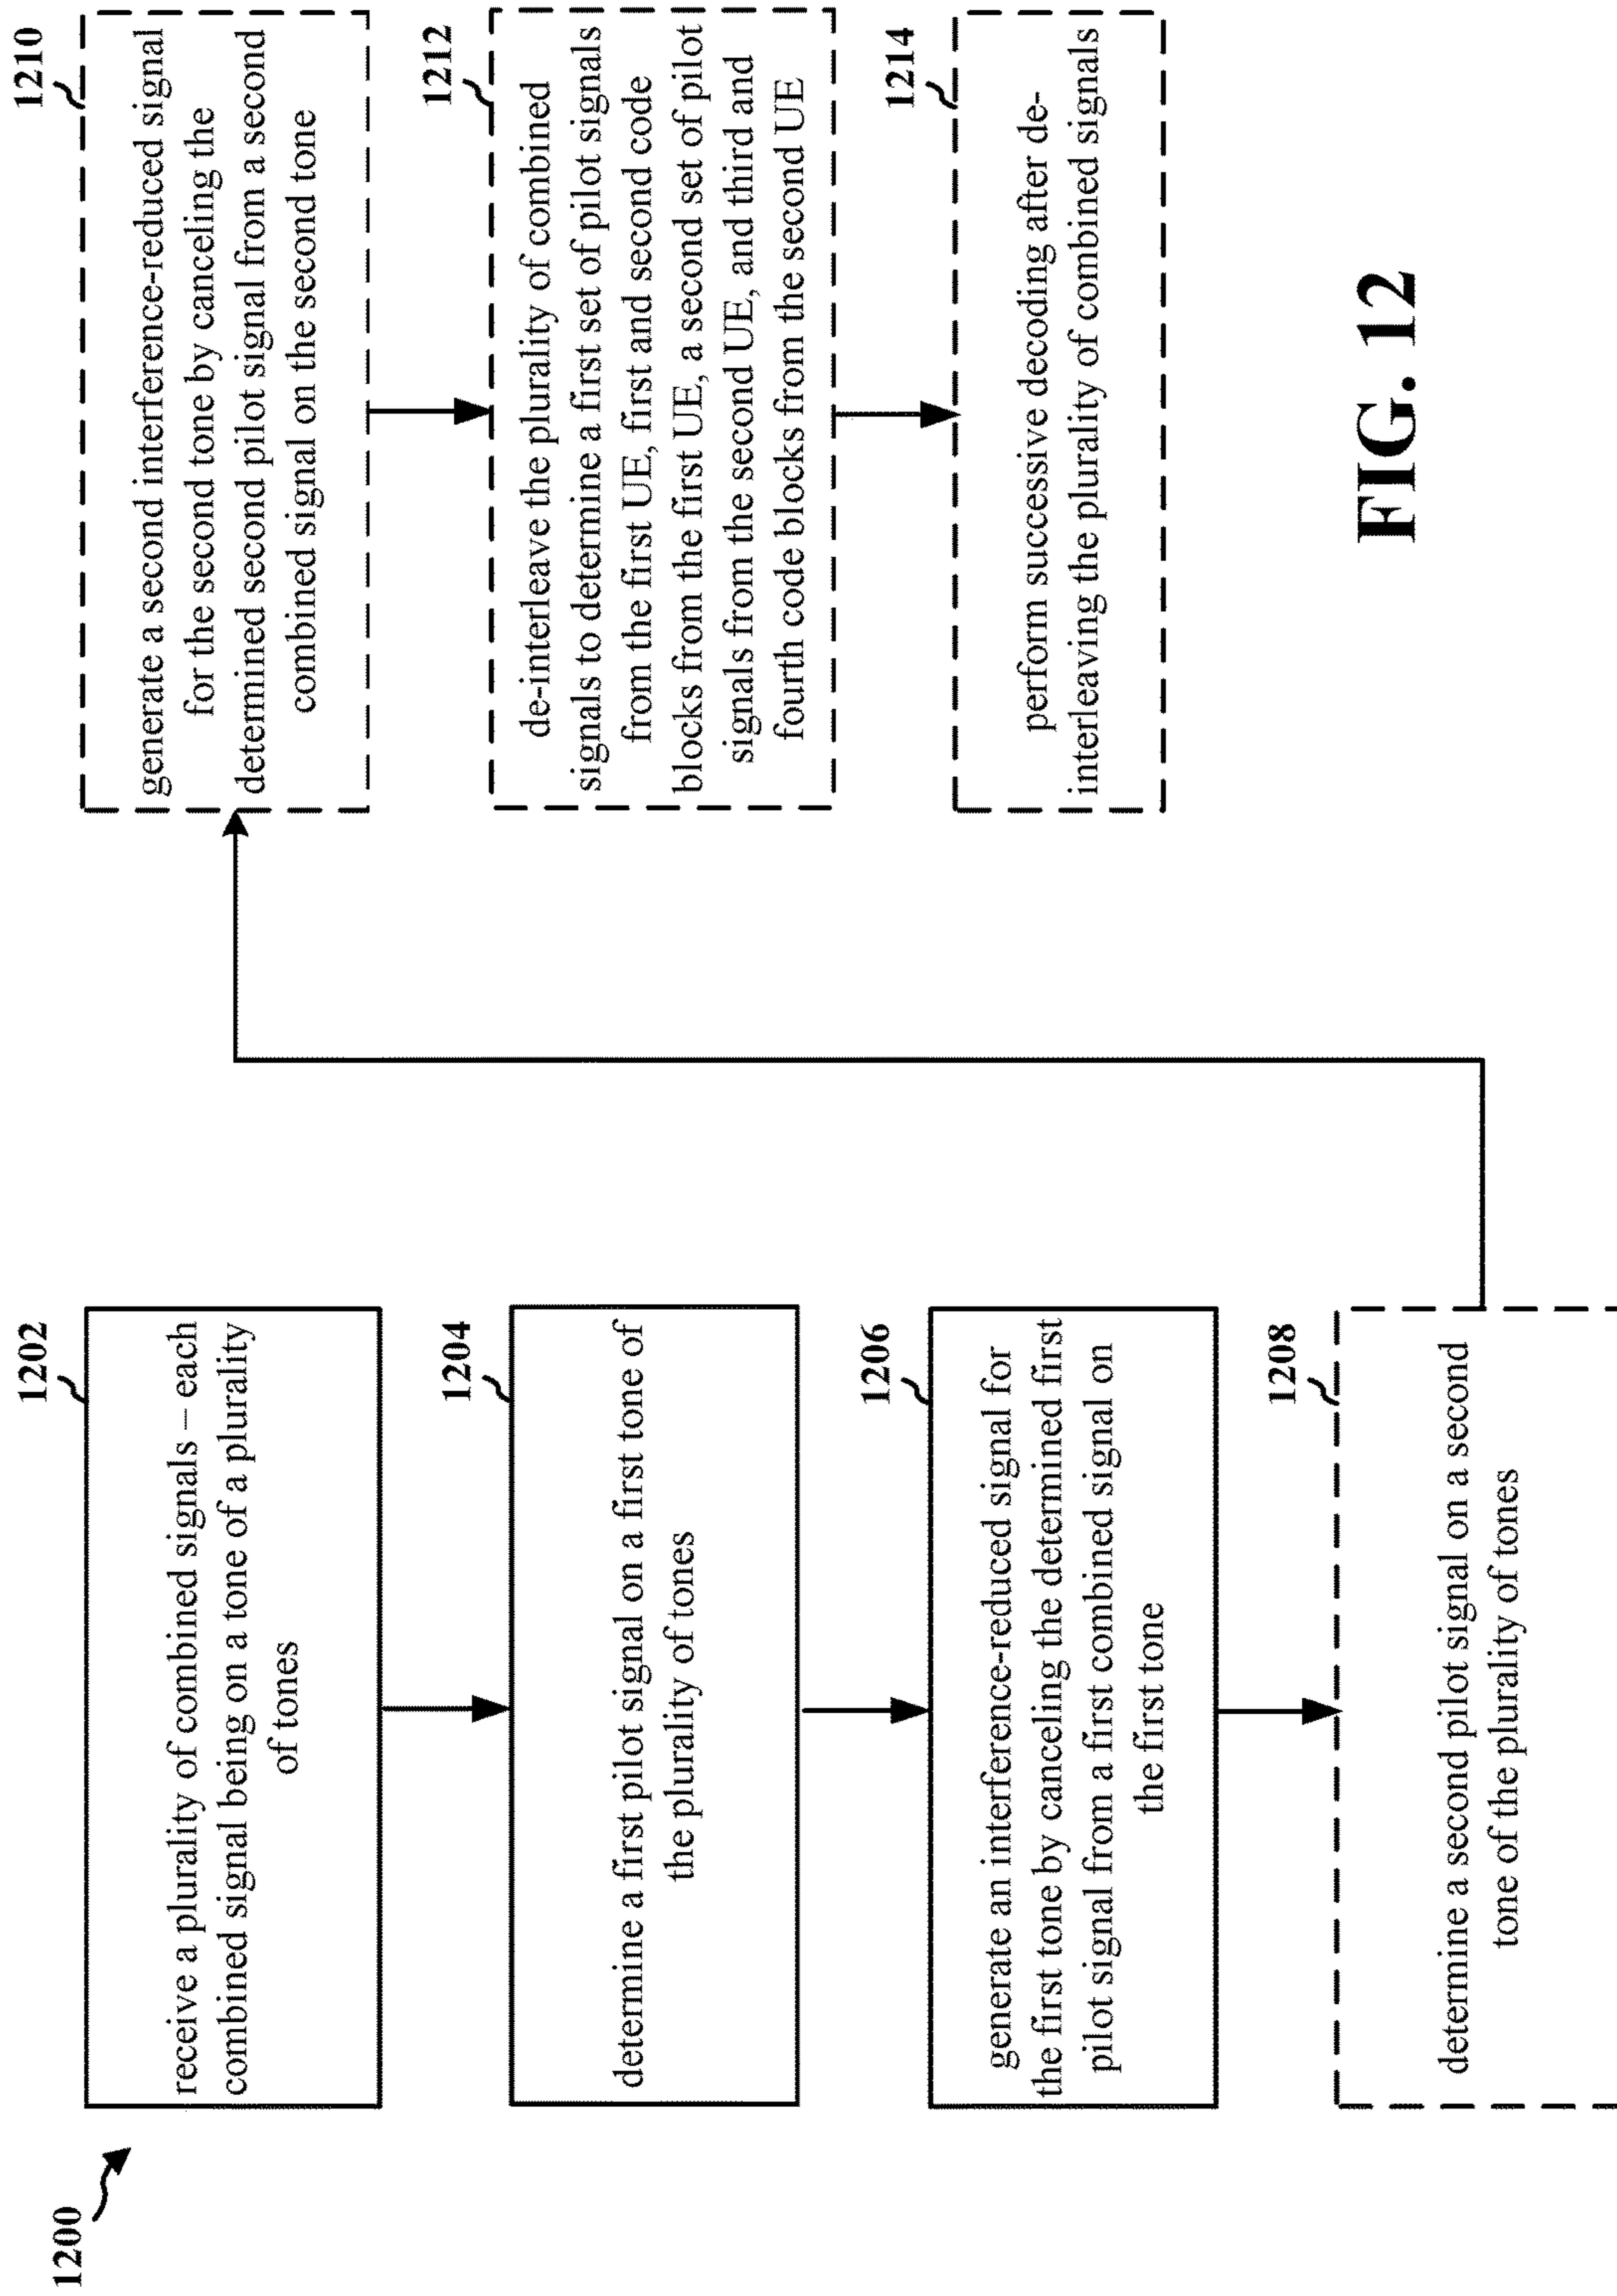 1200
1202
receive a plurality of combined signals – each
combined signal being on a tone of a plurality
of tones
1204
determine a first pilot signal on a first tone of
the plurality of tones
1206
generate an interference-reduced signal for
the first tone by canceling the determined first
pilot signal from a first combined signal on
the first tone
1208
determine a second pilot signal on a second
tone of the plurality of tones
1210
generate a second interference-reduced signal
for the second tone by canceling the
determined second pilot signal from a second
combined signal on the second tone
1212
de-interleave the plurality of combined
signals to determine a first set of pilot signals
from the first UE, first and second code
blocks from the first UE, a second set of pilot
signals from the second UE, and third and
fourth code blocks from the second UE
1214
perform successive decoding after de-
interleaving the plurality of combined signals
FIG. 12